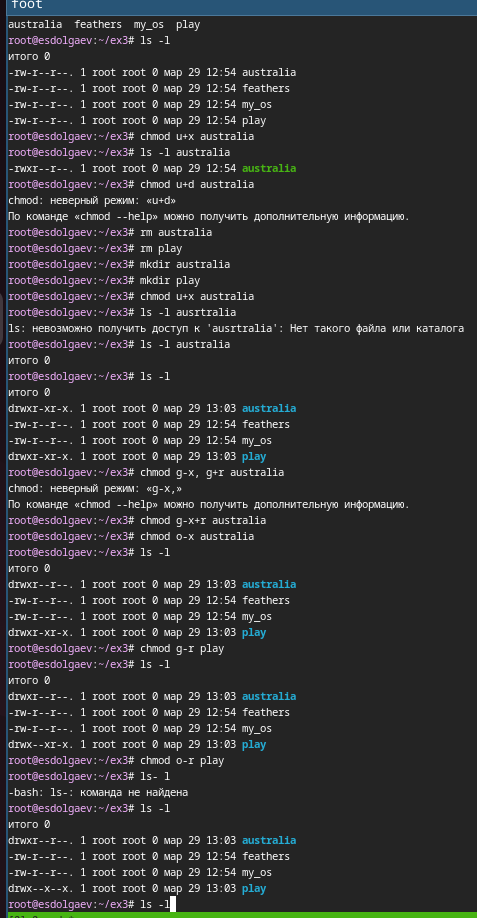 foot
australia  feathers  my_os  play
root@esdolgaev:~/ex3# ls -l
итого 0
-rw-r--r--. 1 root root 0 мар 29 12:54 australia
-rw-r--r--. 1 root root 0 мар 29 12:54 feathers
-rw-r--r--. 1 root root 0 мар 29 12:54 my_os
-rw-r--r--. 1 root root 0 мар 29 12:54 play
root@esdolgaev:~/ex3# chmod u+x australia
root@esdolgaev:~/ex3# ls -l australia
-rwxr--r--. 1 root root 0 мар 29 12:54 australia
root@esdolgaev:~/ex3# chmod u+d australia
chmod: неверный режим: «u+d»
По команде «chmod --help» можно получить дополнительную информацию.
root@esdolgaev:~/ex3# rm australia
root@esdolgaev:~/ex3# rm play
root@esdolgaev:~/ex3# mkdir australia
root@esdolgaev:~/ex3# mkdir play
root@esdolgaev:~/ex3# chmod u+x australia
root@esdolgaev:~/ex3# ls -l ausrtralia
ls: невозможно получить доступ к 'ausrtralia': Нет такого файла или каталога
root@esdolgaev:~/ex3# ls -l australia
итого 0
root@esdolgaev:~/ex3# ls -l
итого 0
drwxr-xr-x. 1 root root 0 мар 29 13:03 australia
-rw-r--r--. 1 root root 0 мар 29 12:54 feathers
-rw-r--r--. 1 root root 0 мар 29 12:54 my_os
drwxr-xr-x. 1 root root 0 мар 29 13:03 play
root@esdolgaev:~/ex3# chmod g-x, g+r australia
chmod: неверный режим: «g-x,»
По команде «chmod --help» можно получить дополнительную информацию.
root@esdolgaev:~/ex3# chmod g-x+r australia
root@esdolgaev:~/ex3# chmod o-x australia
root@esdolgaev:~/ex3# ls -l
итого 0
drwxr--r--. 1 root root 0 мар 29 13:03 australia
-rw-r--r--. 1 root root 0 мар 29 12:54 feathers
-rw-r--r--. 1 root root 0 мар 29 12:54 my_os
drwxr-xr-x. 1 root root 0 мар 29 13:03 play
root@esdolgaev:~/ex3# chmod g-r play
root@esdolgaev:~/ex3# ls -l
итого 0
drwxr--r--. 1 root root 0 мар 29 13:03 australia
-rw-r--r--. 1 root root 0 мар 29 12:54 feathers
-rw-r--r--. 1 root root 0 мар 29 12:54 my_os
drwx--xr-x. 1 root root 0 мар 29 13:03 play
root@esdolgaev:~/ex3# chmod o-r play
root@esdolgaev:~/ex3# ls- l
-bash: ls-: команда не найдена
root@esdolgaev:~/ex3# ls -l
итого 0
drwxr--r--. 1 root root 0 мар 29 13:03 australia
-rw-r--r--. 1 root root 0 мар 29 12:54 feathers
-rw-r--r--. 1 root root 0 мар 29 12:54 my_os
drwx--x--x. 1 root root 0 мар 29 13:03 play
root@esdolgaev:~/ex3# ls -l